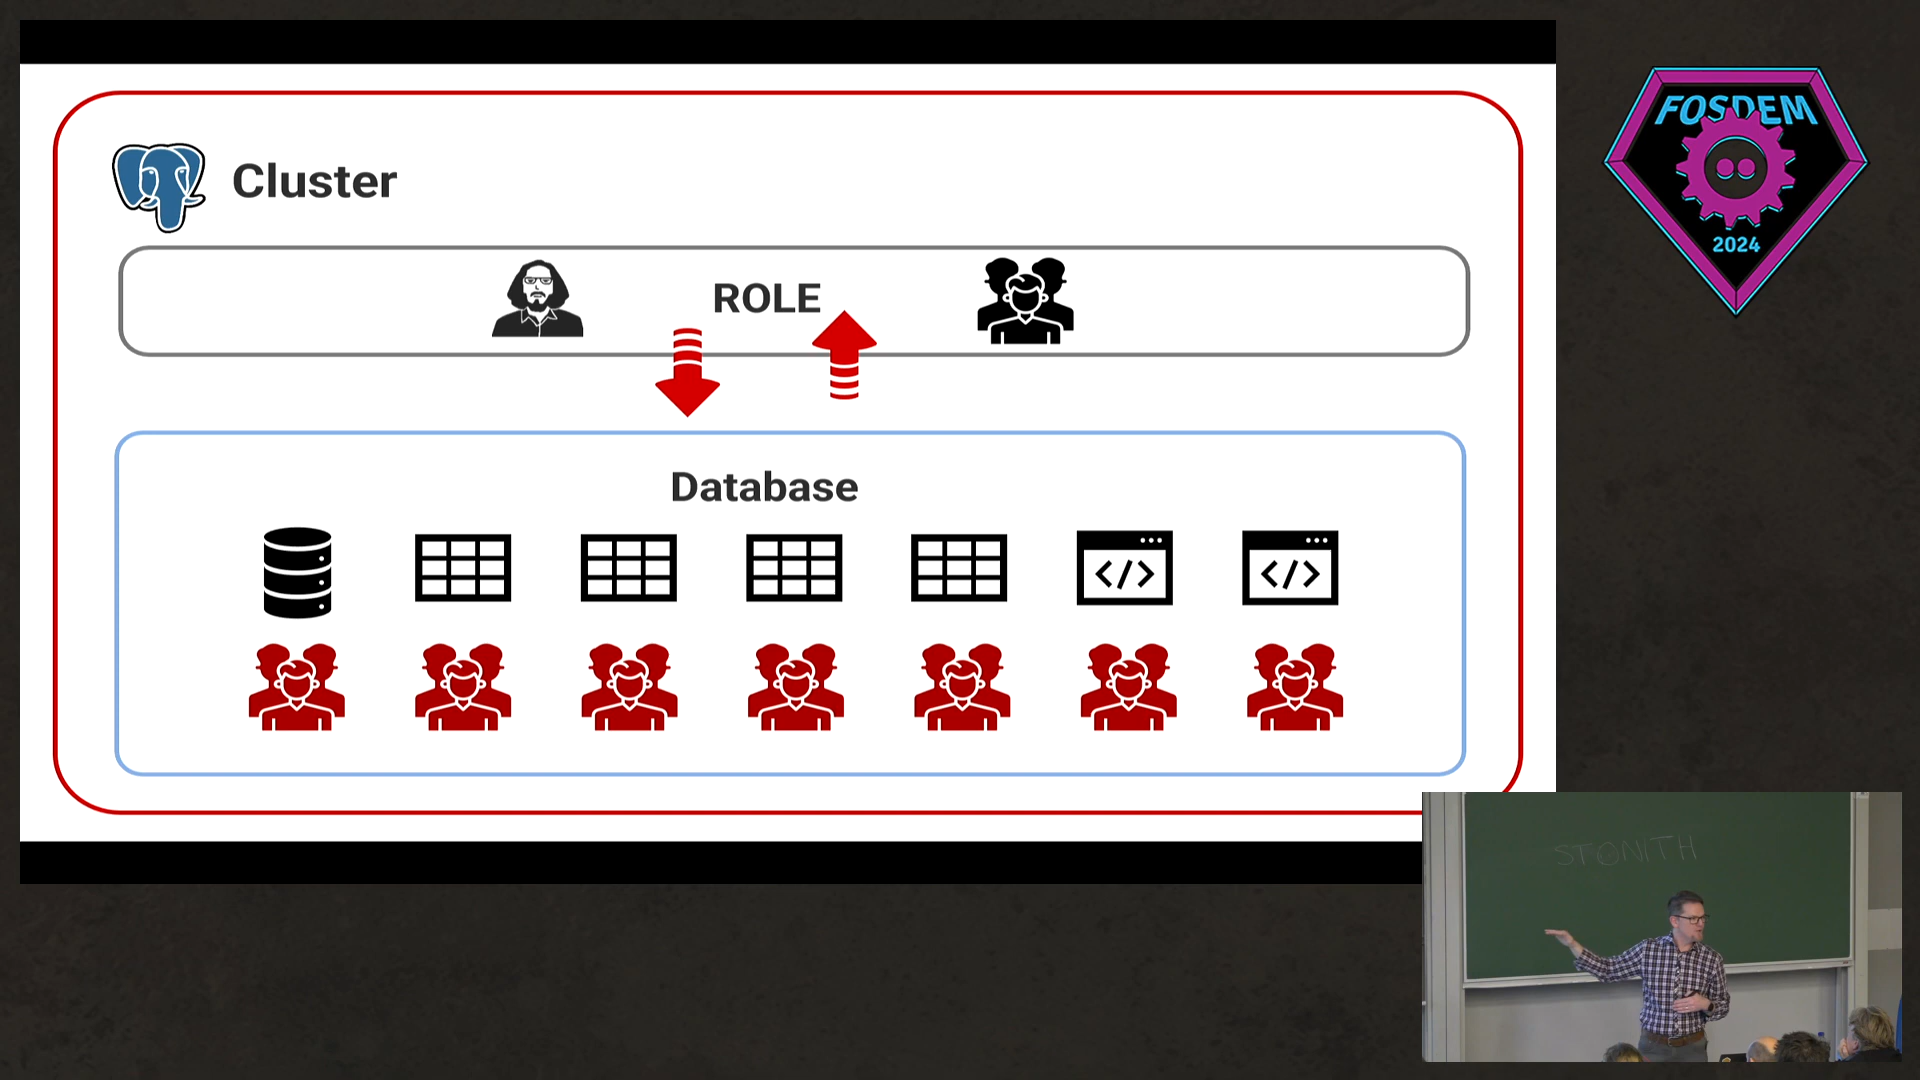 Cluster
ROLE
Database
</>
</>
FOSDEM
2024
STONITH